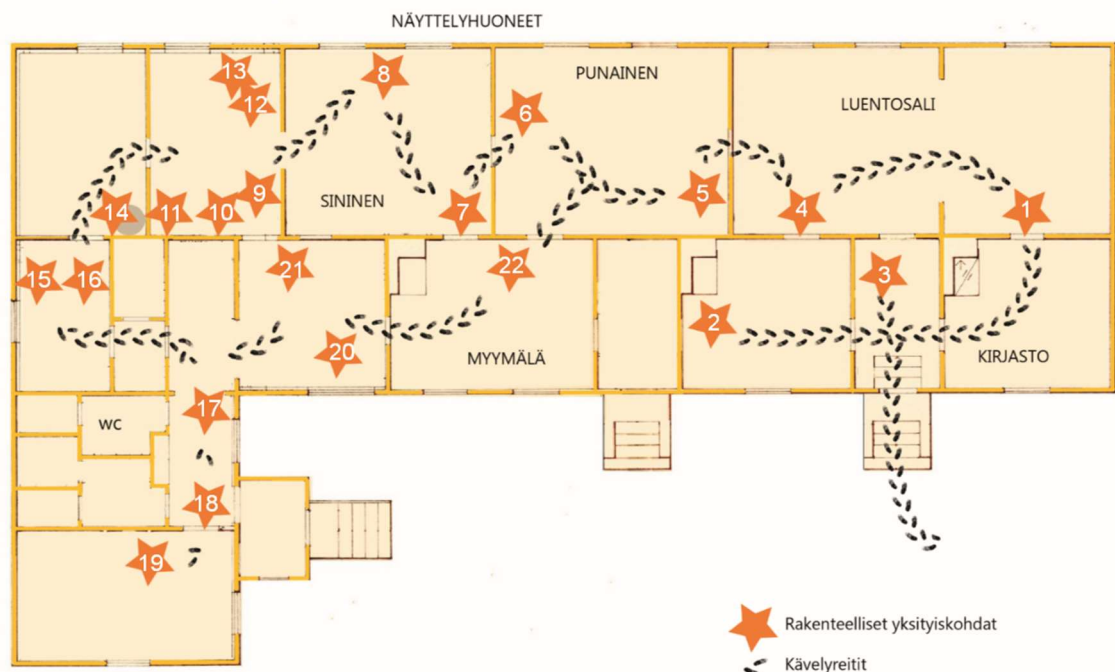 NÄYTTELYHUONEET
13
12
8
6
PUNAINEN
LUENTOSALI
SININEN
14
11
10
9
7
5
4
1
15
16
21
22
3
2
20
MYYMÄLÄ
KIRJASTO
17
WC
18
19
Rakenteelliset yksityiskohdat
Kävelyreitit